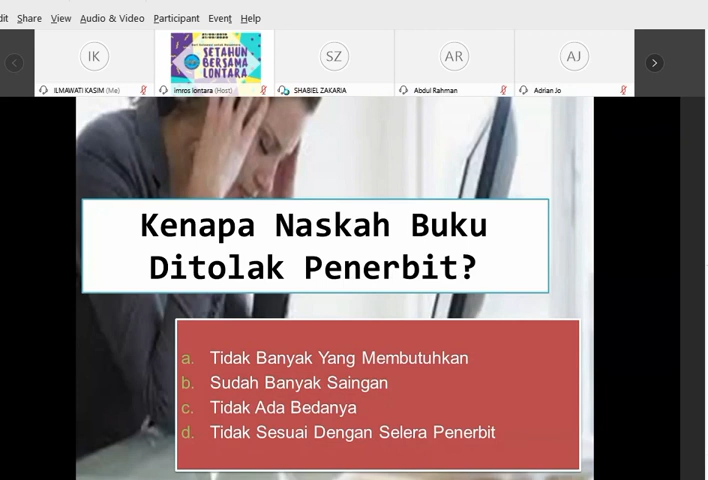 dit Share View Audio & Video Participant Event Help
IK
SETAHUN
BERSAMA
LONTARA
SZ
AR
AJ
ILMAWATI KASIM (Me)
Imros lontara (Host)
SHABIEL ZAKARIA
Abdul Rahman
Adrian Jo
Kenapa Naskah Buku
Ditolak Penerbit?
a. Tidak Banyak Yang Membutuhkan
b. Sudah Banyak Saingan
c. Tidak Ada Bedanya
d. Tidak Sesuai Dengan Selera Penerbit